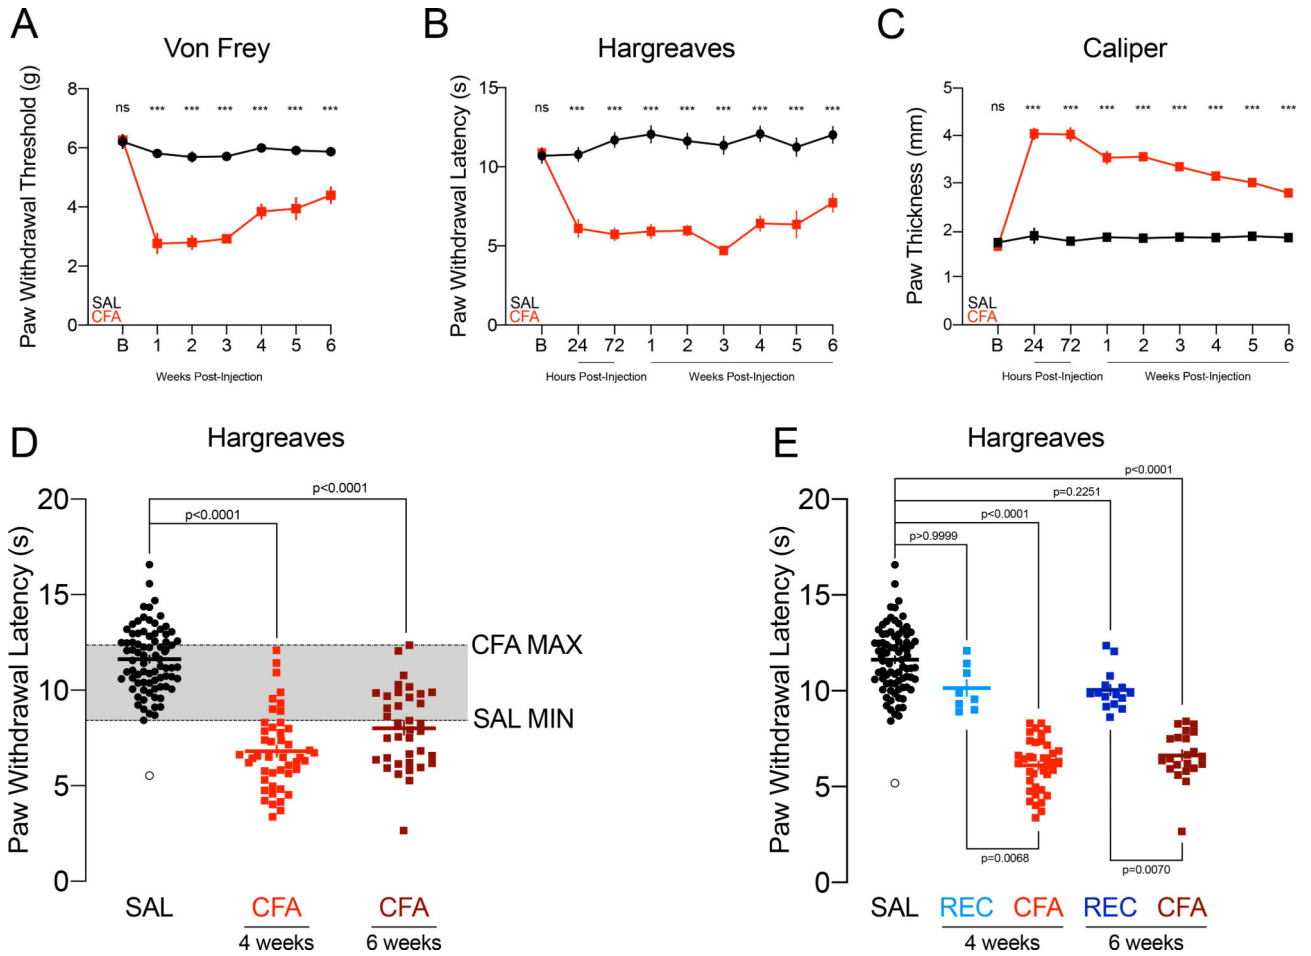 A
Von Frey
Paw Withdrawal Threshold (g)
8
6
4
2
0
ns *** *** *** *** *** ***
SAL
CFA
B 1 2 3 4 5 6
Weeks Post-Injection
B
Hargreaves
Paw Withdrawal Latency (s)
15
10
5
0
ns *** *** *** *** *** *** *** ***
SAL
CFA
B 24 72 1 2 3 4 5 6
Hours Post-Injection Weeks Post-Injection
C
Caliper
Paw Thickness (mm)
5
4
3
2
1
0
ns *** *** *** *** *** *** *** ***
SAL
CFA
B 24 72 1 2 3 4 5 6
Hours Post-Injection Weeks Post-Injection
D
Hargreaves
Paw Withdrawal Latency (s)
20
15
10
5
0
p<0.0001
p<0.0001
CFA MAX
SAL MIN
SAL CFA CFA
4 weeks 6 weeks
E
Hargreaves
Paw Withdrawal Latency (s)
20
15
10
5
0
p<0.0001
p=0.2251
p<0.0001
p>0.9999
p=0.0068
p=0.0070
SAL REC CFA REC CFA
4 weeks 6 weeks